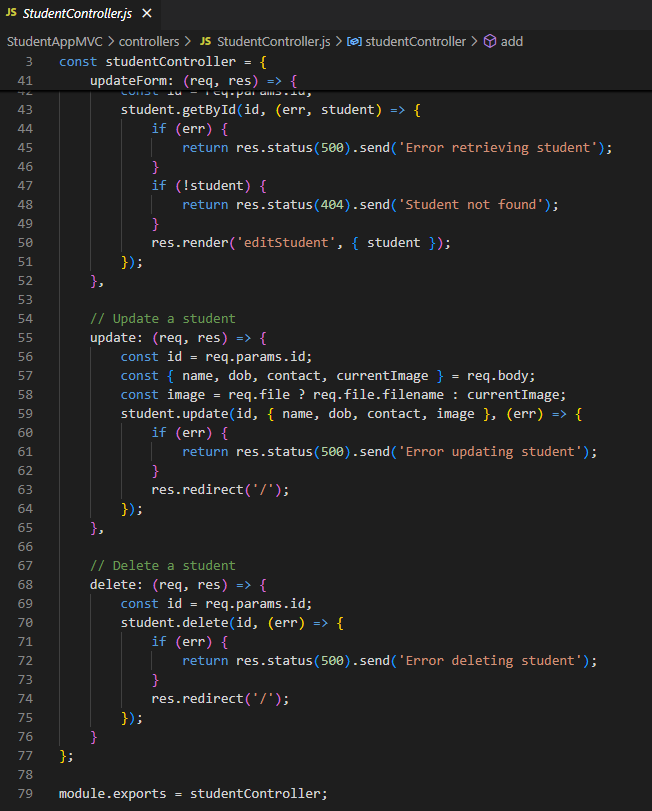 JS StudentController.js ×
StudentAppMVC > controllers > JS StudentController.js > studentController > add
3 const studentController = {
41     updateForm: (req, res) => {
42         const id = req.params.id;
43         student.getById(id, (err, student) => {
44             if (err) {
45                 return res.status(500).send('Error retrieving student');
46             }
47             if (!student) {
48                 return res.status(404).send('Student not found');
49             }
50             res.render('editStudent', { student });
51         });
52     },
53
54     // Update a student
55     update: (req, res) => {
56         const id = req.params.id;
57         const { name, dob, contact, currentImage } = req.body;
58         const image = req.file ? req.file.filename : currentImage;
59         student.update(id, { name, dob, contact, image }, (err) => {
60             if (err) {
61                 return res.status(500).send('Error updating student');
62             }
63             res.redirect('/');
64         });
65     },
66
67     // Delete a student
68     delete: (req, res) => {
69         const id = req.params.id;
70         student.delete(id, (err) => {
71             if (err) {
72                 return res.status(500).send('Error deleting student');
73             }
74             res.redirect('/');
75         });
76     }
77 };
78
79 module.exports = studentController;